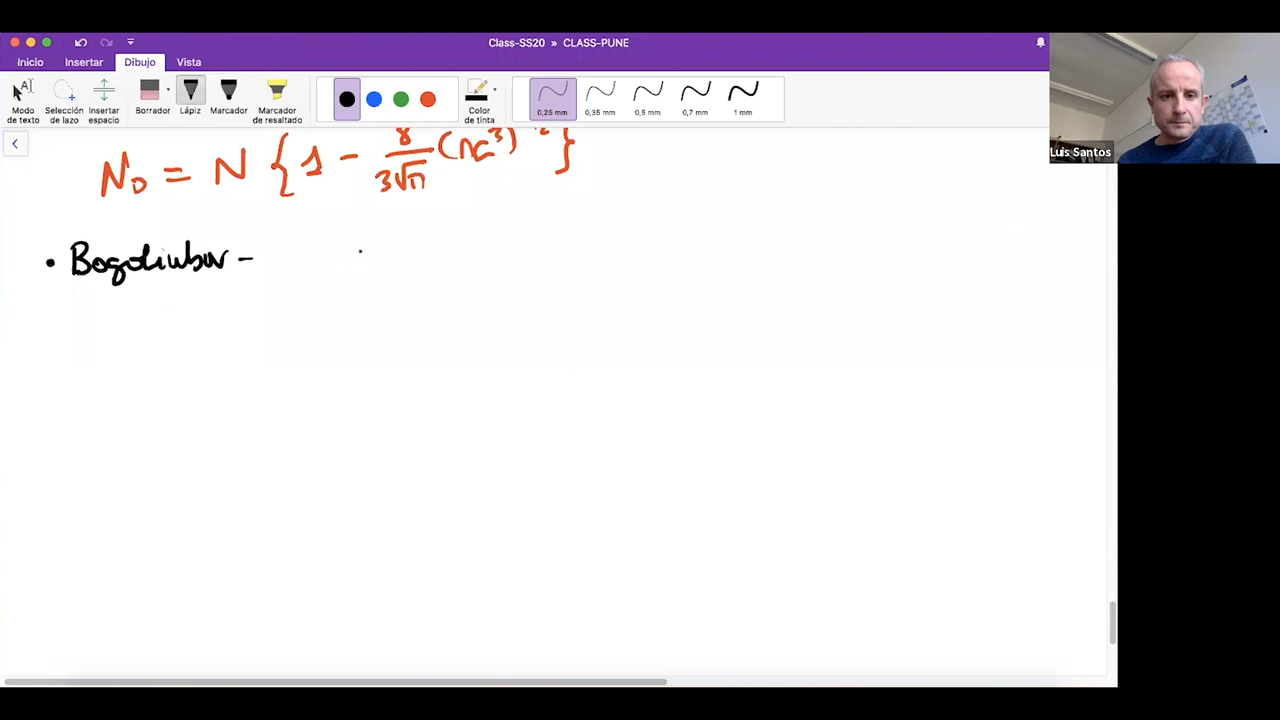 Class-SS20 » CLASS-PUNE
Inicio Insertar Dibujo Vista
Modo de texto
Selección de lazo
Insertar espacio
Borrador
Lápiz
Marcador
Marcador de resaltado
Color de tinta
0,25 mm 0,35 mm 0,5 mm 0,7 mm 1 mm
Luis Santos
N₀ = N { 1 - 8/(3√π) (na³)^1/2 }
• Bogoliubov -